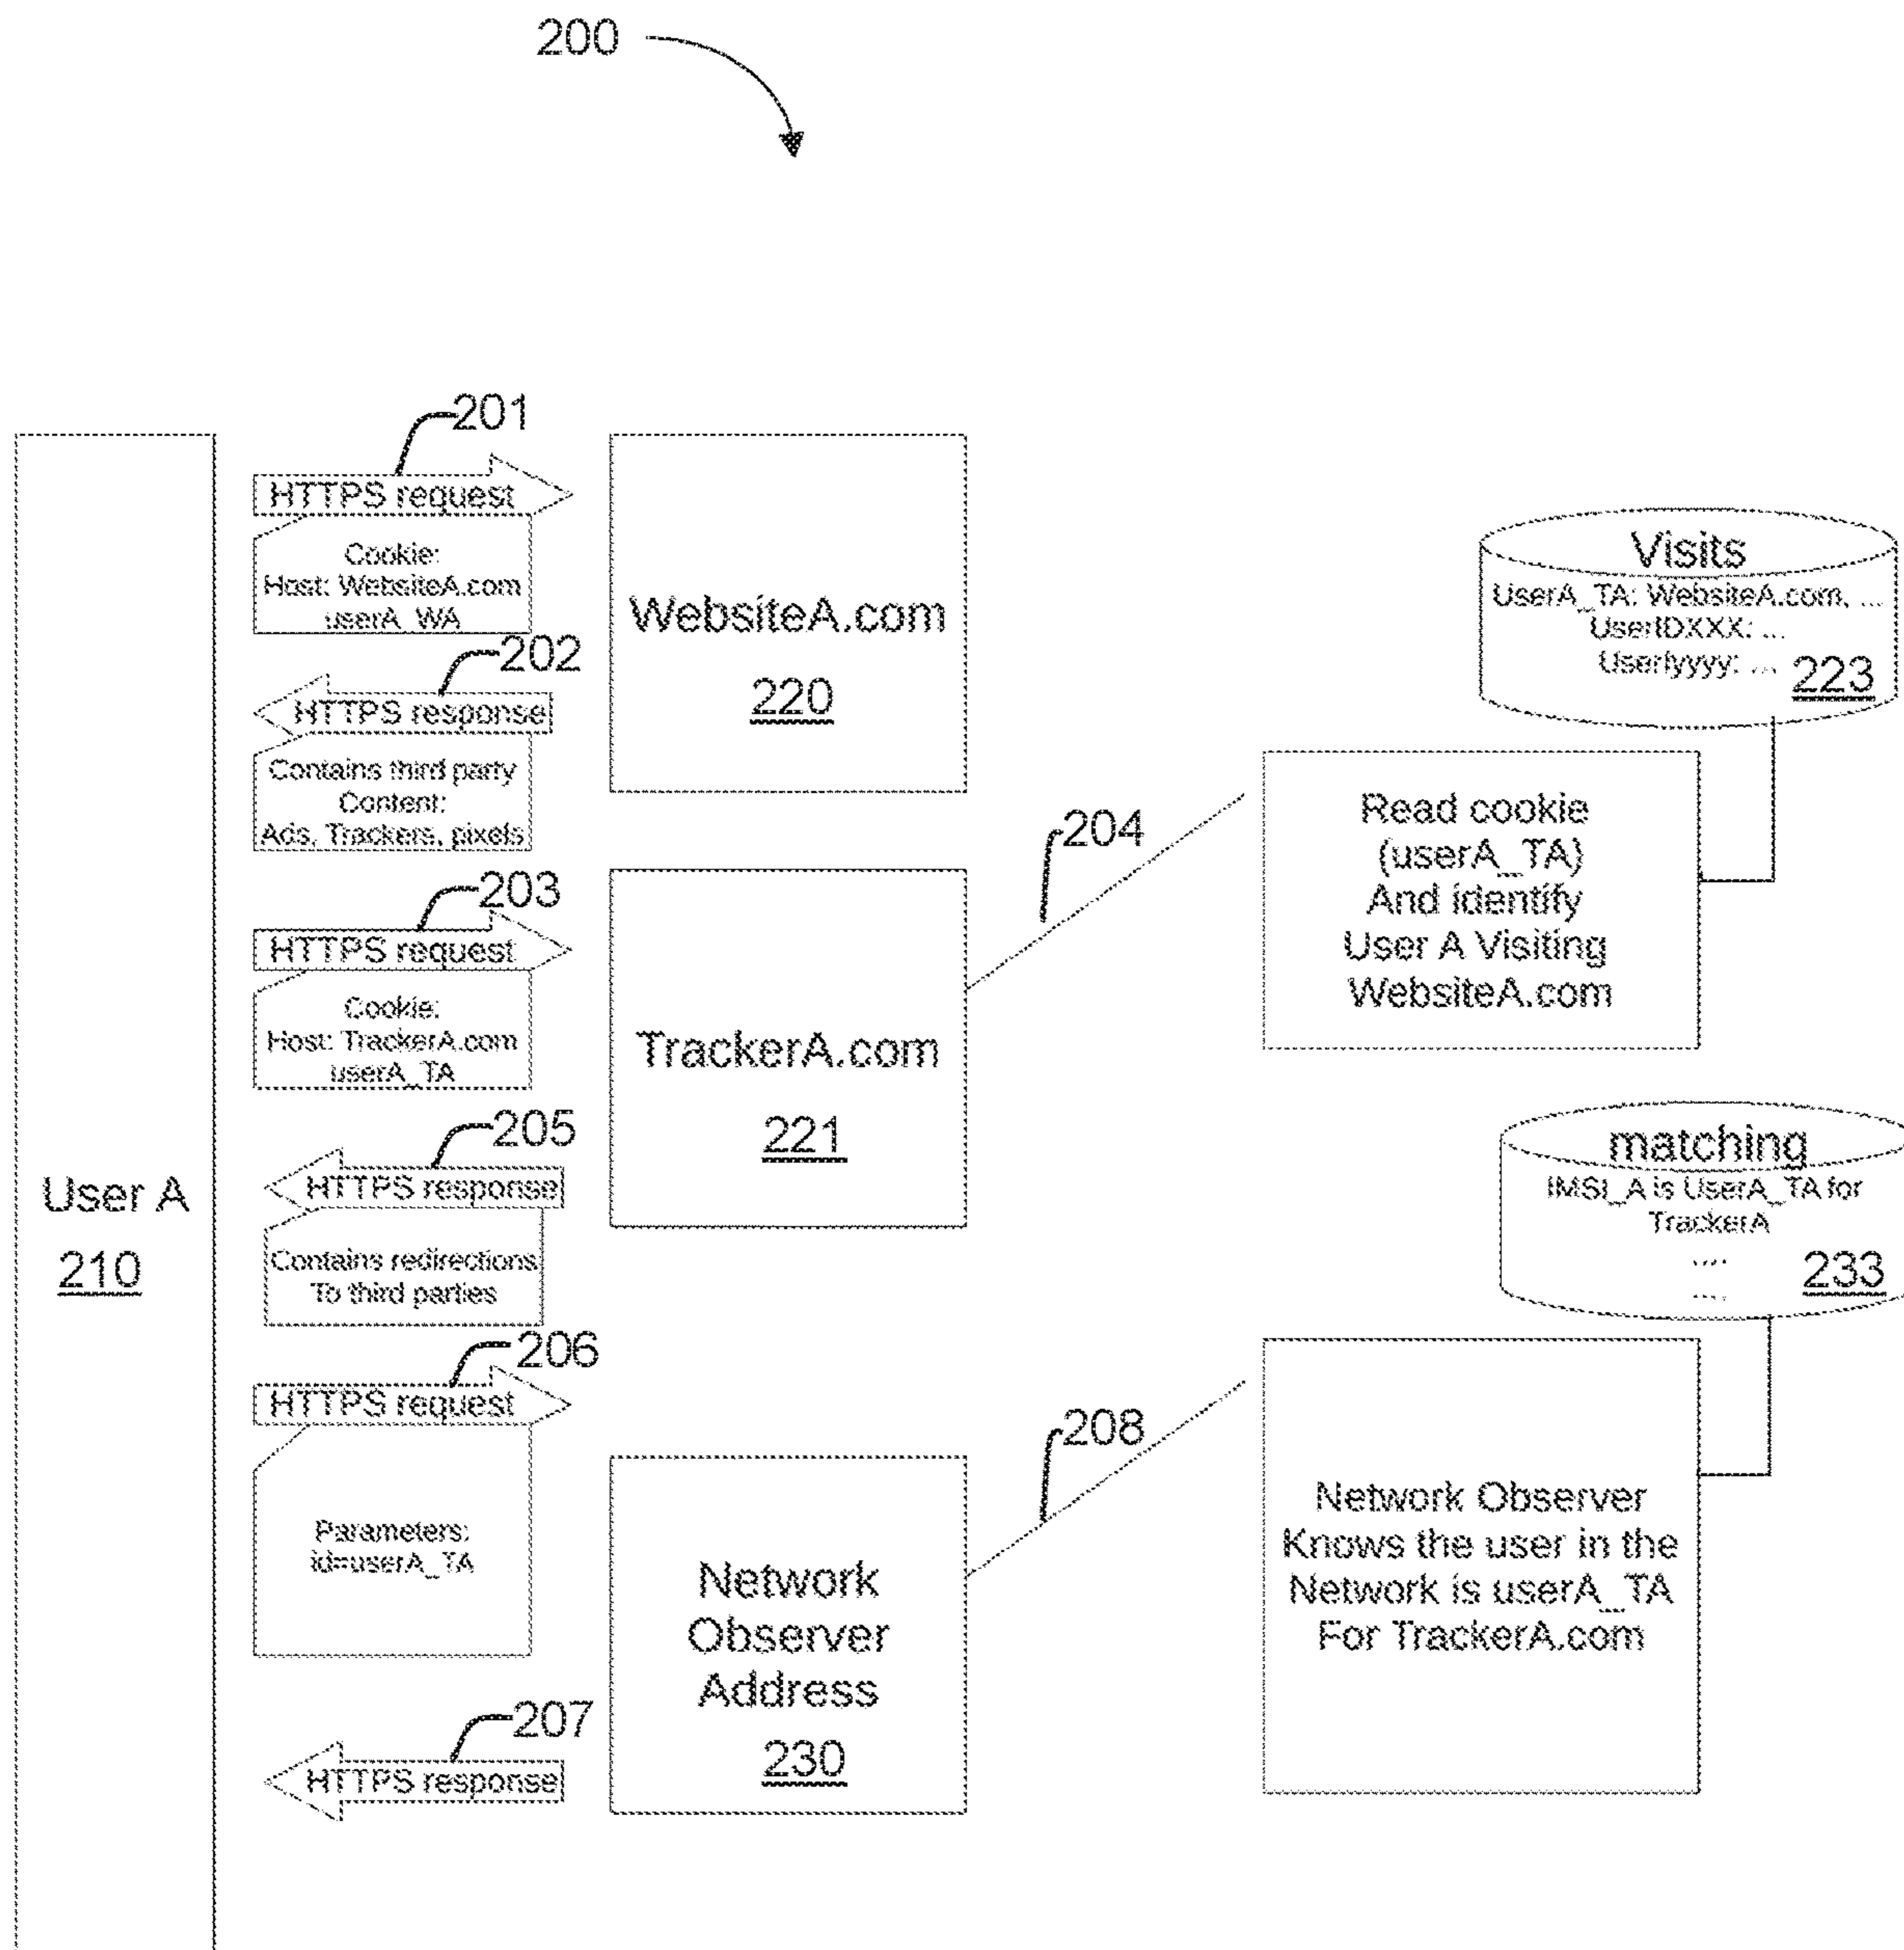 200
201
HTTPS request
Cookie:
Host: WebsiteA.com
userA_WA
202
HTTPS response
Contains third party
Content:
Ads, Trackers, pixels
203
HTTPS request
Cookie:
Host: TrackerA.com
userA_TA
205
HTTPS response
Contains redirections
To third parties
206
HTTPS request
Parameters:
id=userA_TA
207
HTTPS response
User A
210
WebsiteA.com
220
TrackerA.com
221
Network
Observer
Address
230
204
208
Visits
UserA_TA: WebsiteA.com, ...
UserIDXXX: ...
UserIyyyy: ...
223
Read cookie
(userA_TA)
And identify
User A Visiting
WebsiteA.com
matching
IMSI_A is UserA_TA for
TrackerA
....
....
233
Network Observer
Knows the user in the
Network is userA_TA
For TrackerA.com